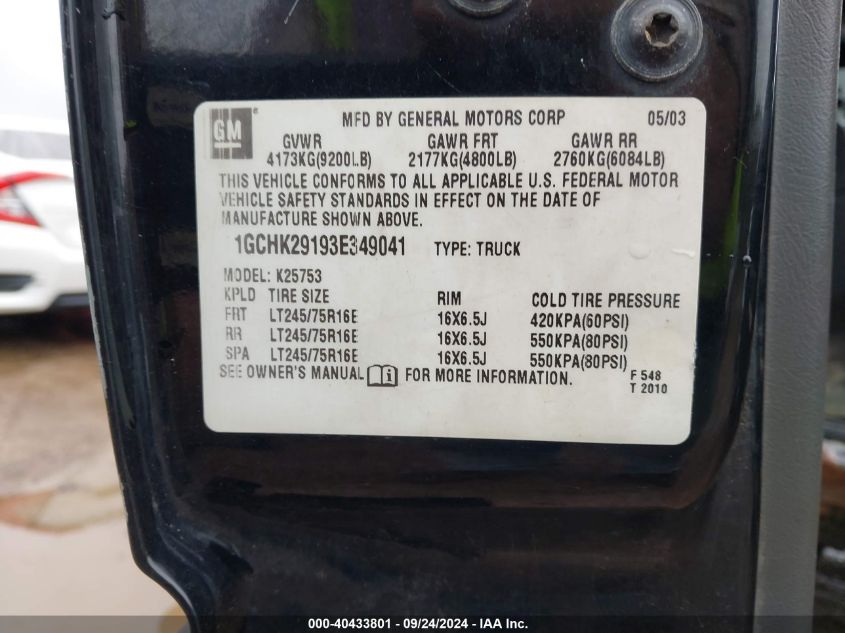 GM ® MFD BY GENERAL MOTORS CORP 05/03
GVWR GAWR FRT GAWR RR
4173KG(9200LB) 2177KG(4800LB) 2760KG(6084LB)
THIS VEHICLE CONFORMS TO ALL APPLICABLE U.S. FEDERAL MOTOR
VEHICLE SAFETY STANDARDS IN EFFECT ON THE DATE OF
MANUFACTURE SHOWN ABOVE.
1GCHK29193E349041 TYPE: TRUCK
MODEL: K25753
KPLD TIRE SIZE RIM COLD TIRE PRESSURE
FRT LT245/75R16E 16X6.5J 420KPA(60PSI)
RR LT245/75R16E 16X6.5J 550KPA(80PSI)
SPA LT245/75R16E 16X6.5J 550KPA(80PSI)
SEE OWNER'S MANUAL i FOR MORE INFORMATION. F 548
T 2010
000-40433801 - 09/24/2024 - IAA Inc.